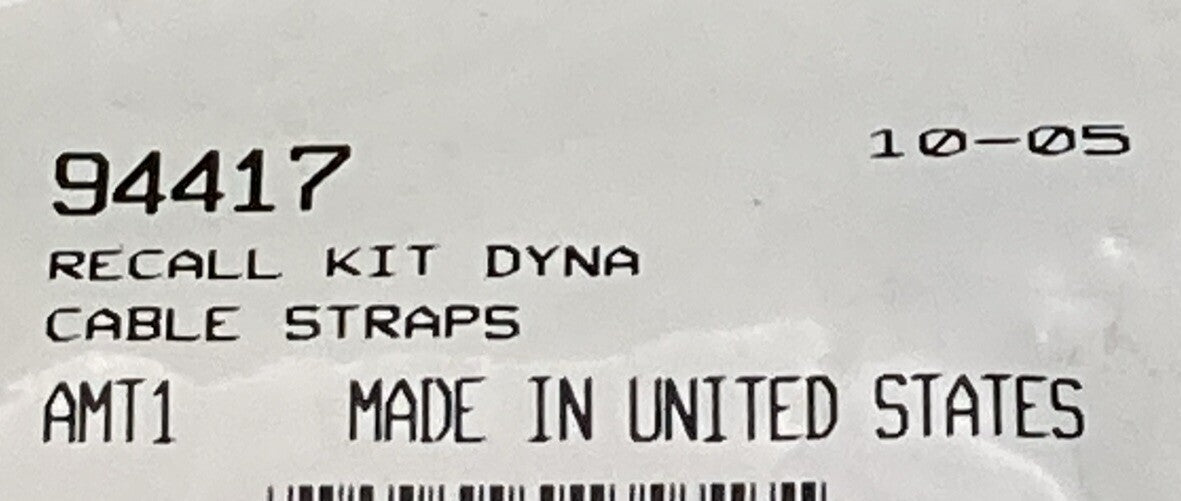 10-05
94417
RECALL KIT DYNA
CABLE STRAPS
AMT1 MADE IN UNITED STATES